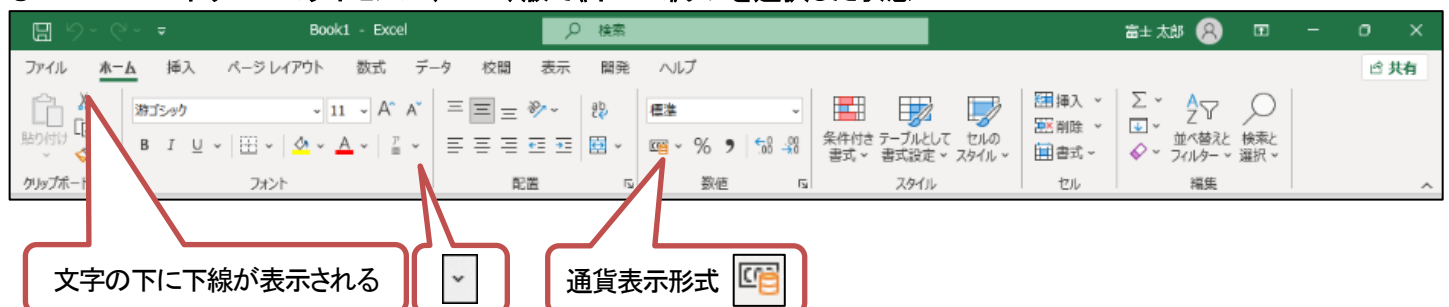 Book1 - Excel
検索
富士 太郎
ファイル ホーム 挿入 ページ レイアウト 数式 データ 校閲 表示 開発 ヘルプ 共有
貼り付け
クリップボード
游ゴシック 11 A A
B I U A
フォント
配置
標準
% 9
数値
条件付き書式
テーブルとして書式設定
セルのスタイル
スタイル
挿入
削除
書式
セル
Σ
並べ替えとフィルター
検索と選択
編集
文字の下に下線が表示される
通貨表示形式